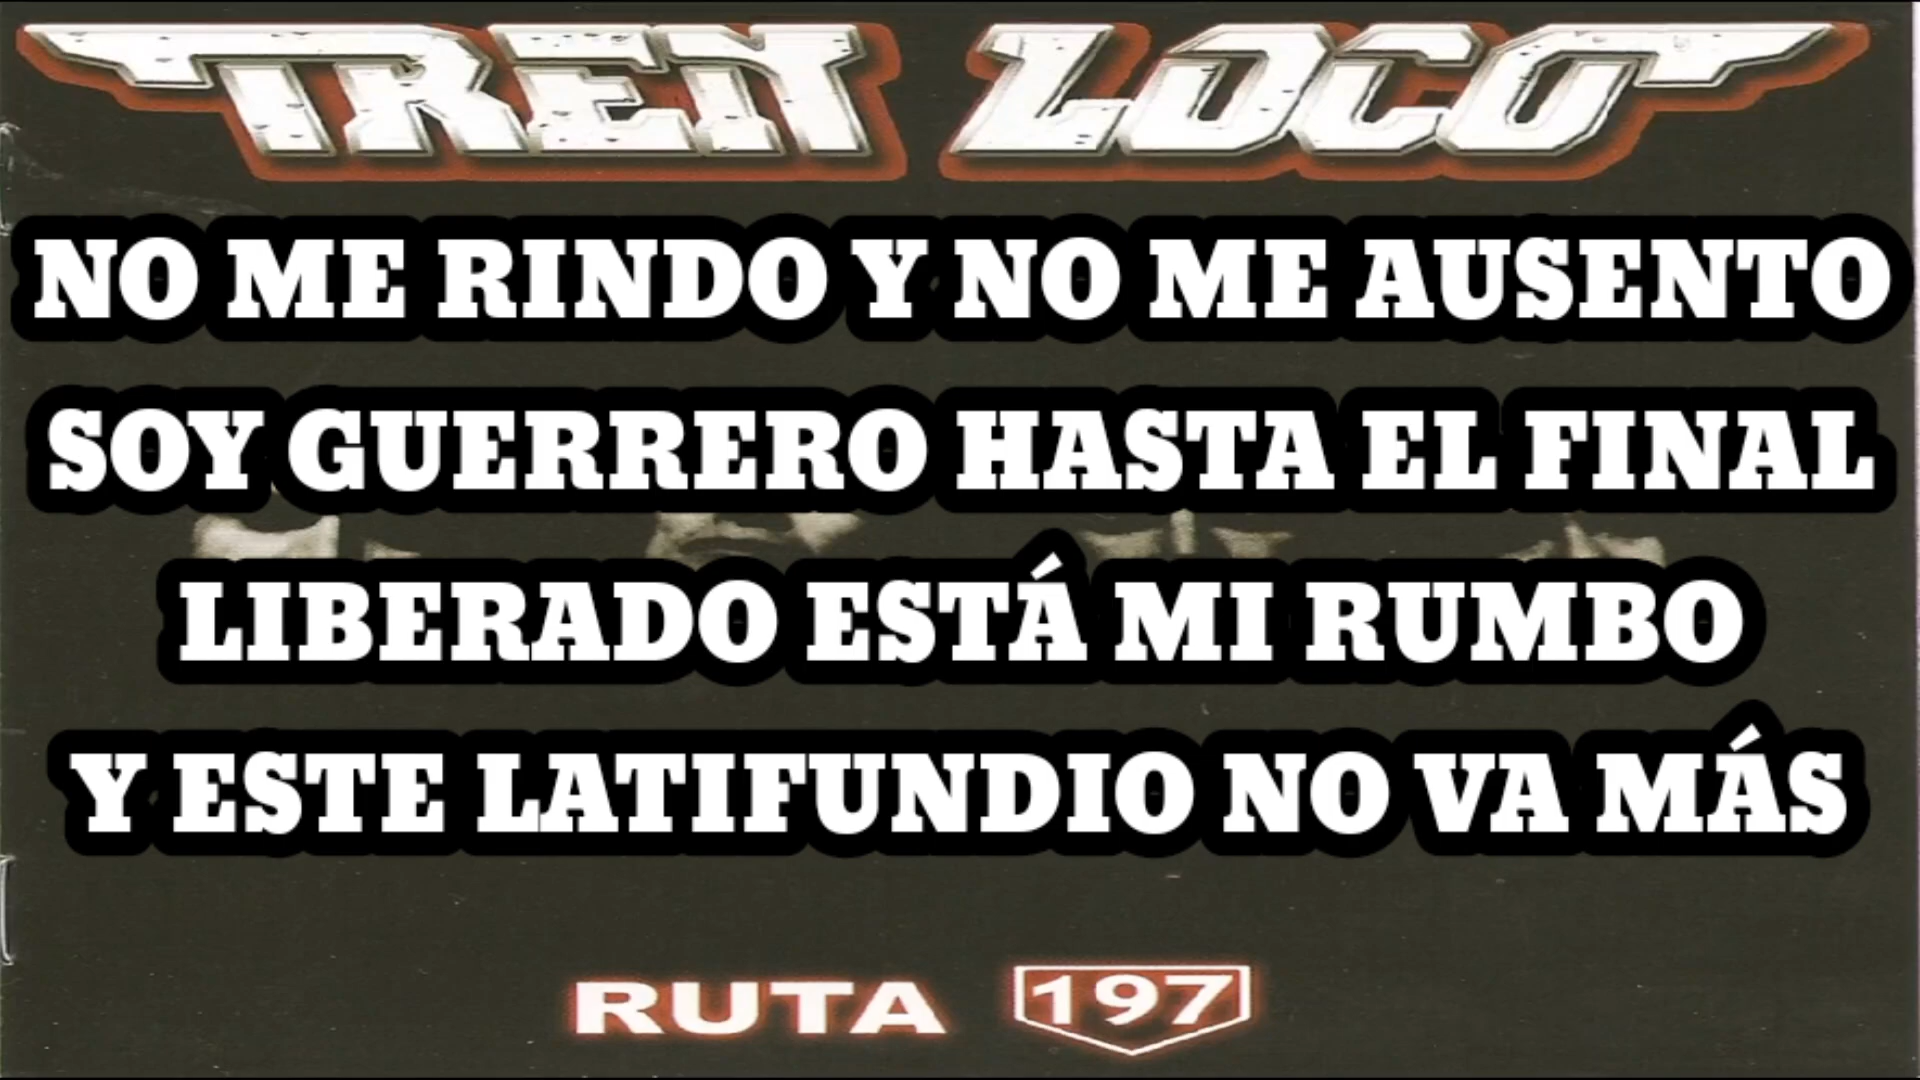 TREN LOCO
NO ME RINDO Y NO ME AUSENTO
SOY GUERRERO HASTA EL FINAL
LIBERADO ESTÁ MI RUMBO
Y ESTE LATIFUNDIO NO VA MÁS
RUTA 197